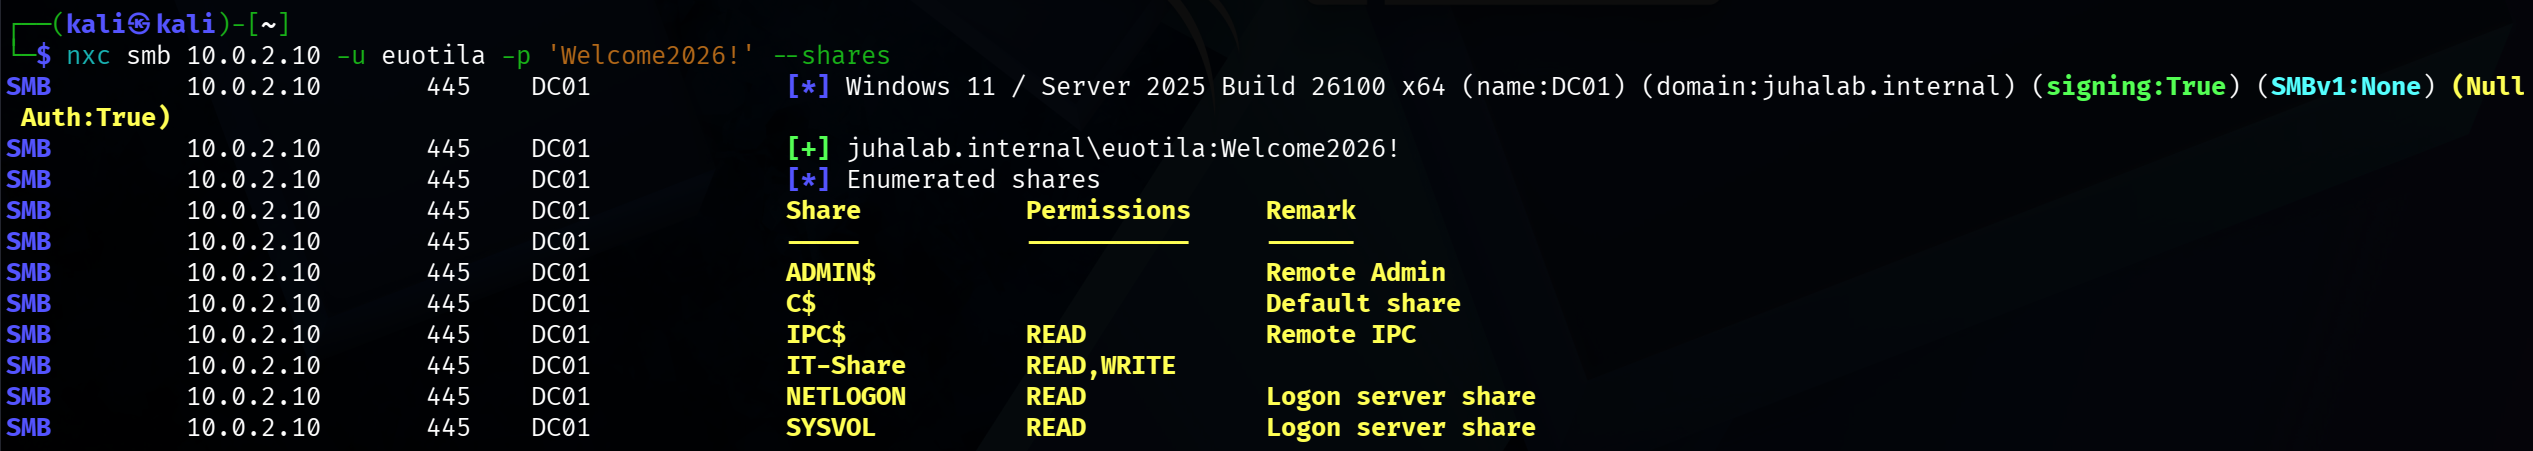 ┌──(kali㉿kali)-[~]
└─$ nxc smb 10.0.2.10 -u euotila -p 'Welcome2026!' --shares
SMB         10.0.2.10       445    DC01             [*] Windows 11 / Server 2025 Build 26100 x64 (name:DC01) (domain:juhalab.internal) (signing:True) (SMBv1:None) (Null
 Auth:True)
SMB         10.0.2.10       445    DC01             [+] juhalab.internal\euotila:Welcome2026!
SMB         10.0.2.10       445    DC01             [*] Enumerated shares
SMB         10.0.2.10       445    DC01             Share           Permissions     Remark
SMB         10.0.2.10       445    DC01             -----           -----------     ------
SMB         10.0.2.10       445    DC01             ADMIN$                          Remote Admin
SMB         10.0.2.10       445    DC01             C$                              Default share
SMB         10.0.2.10       445    DC01             IPC$            READ            Remote IPC
SMB         10.0.2.10       445    DC01             IT-Share        READ,WRITE
SMB         10.0.2.10       445    DC01             NETLOGON        READ            Logon server share
SMB         10.0.2.10       445    DC01             SYSVOL          READ            Logon server share